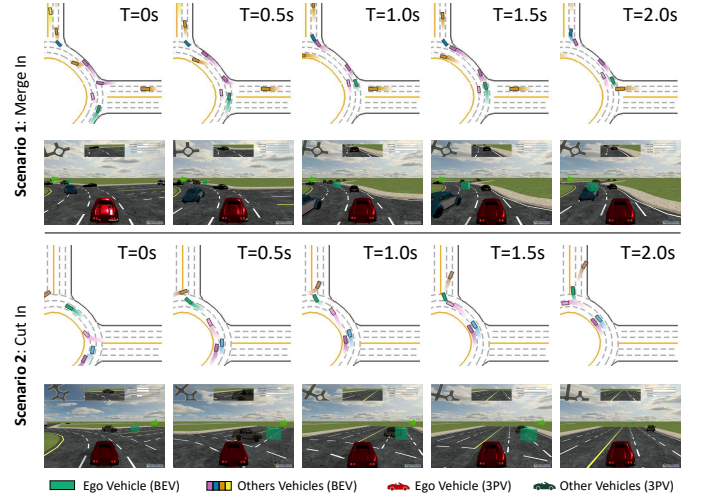 T=0s T=0.5s T=1.0s T=1.5s T=2.0s
Scenario 1: Merge In
T=0s T=0.5s T=1.0s T=1.5s T=2.0s
Scenario 2: Cut In
Ego Vehicle (BEV) Others Vehicles (BEV) Ego Vehicle (3PV) Other Vehicles (3PV)